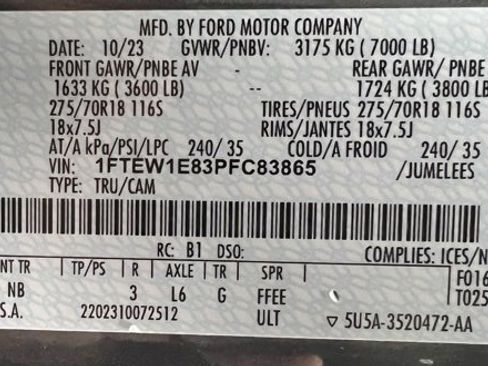 MFD. BY FORD MOTOR COMPANY
DATE: 10/23 GVWR/PNBV: 3175 KG ( 7000 LB)
FRONT GAWR/PNBE AV - REAR GAWR/ PNBE
1633 KG ( 3600 LB) -- 1724 KG ( 3800 LB
275/70R18 116S TIRES/PNEUS 275/70R18 116S
18x7.5J RIMS/JANTES 18x7.5J
AT/A kPa/PSI/LPC 240/ 35 COLD/A FROID 240/ 35
VIN: 1FTEW1E83PFC83865 /JUMELEES
TYPE: TRU/CAM
RC: B1 DSO: COMPLIES: ICES/N
NT TR TP/PS R AXLE TR SPR F016
NB 3 L6 G FFEE T025
S.A. 2202310072512 ULT ▽ 5U5A-3520472-AA